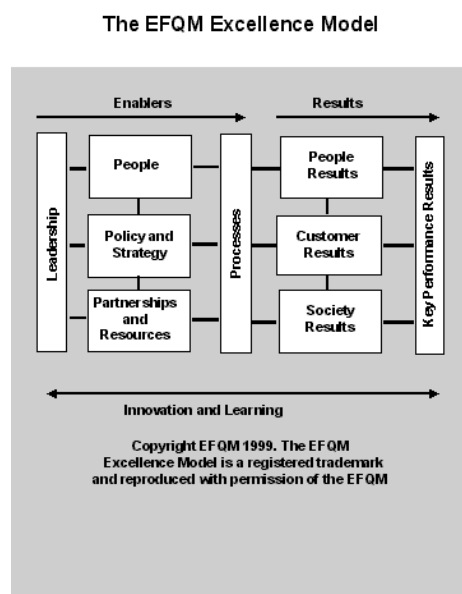 The EFQM Excellence Model
Enablers
Results
Leadership
People
Policy and
Strategy
Partnerships
and
Resources
Processes
People
Results
Customer
Results
Society
Results
Key Performance Results
Innovation and Learning
Copyright EFQM 1999. The EFQM
Excellence Model is a registered trademark
and reproduced with permission of the EFQM